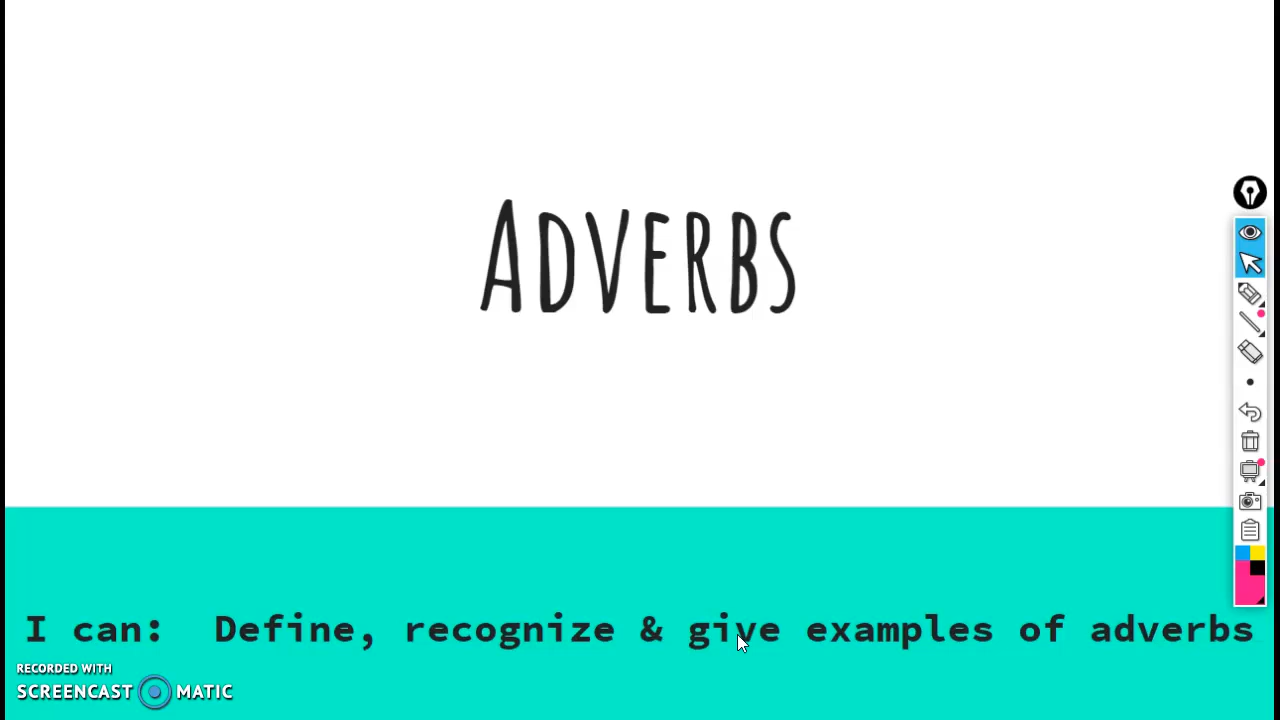 ADVERBS
I can:  Define, recognize & give examples of adverbs
RECORDED WITH
SCREENCAST MATIC